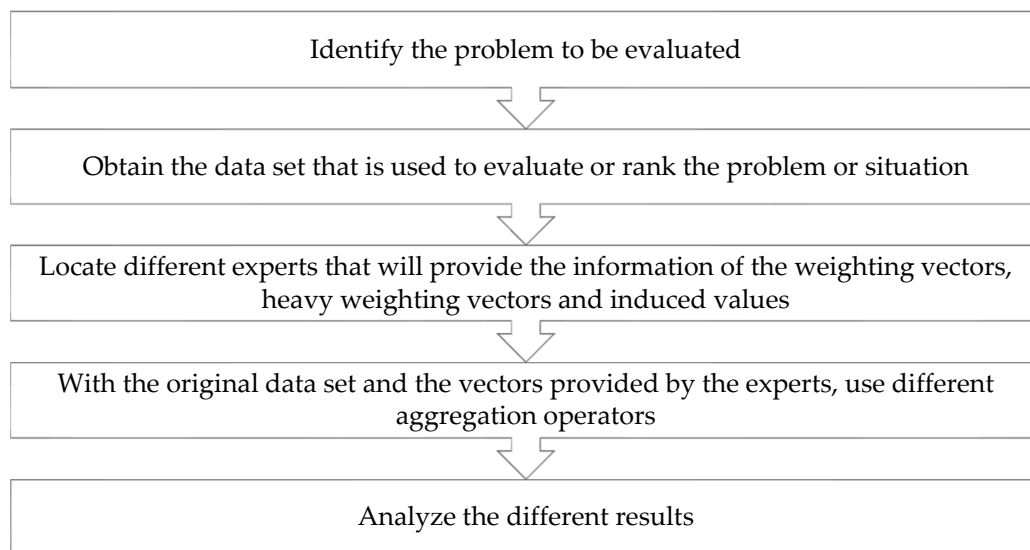 Identify the problem to be evaluated
Obtain the data set that is used to evaluate or rank the problem or situation
Locate different experts that will provide the information of the weighting vectors,
heavy weighting vectors and induced values
With the original data set and the vectors provided by the experts, use different
aggregation operators
Analyze the different results